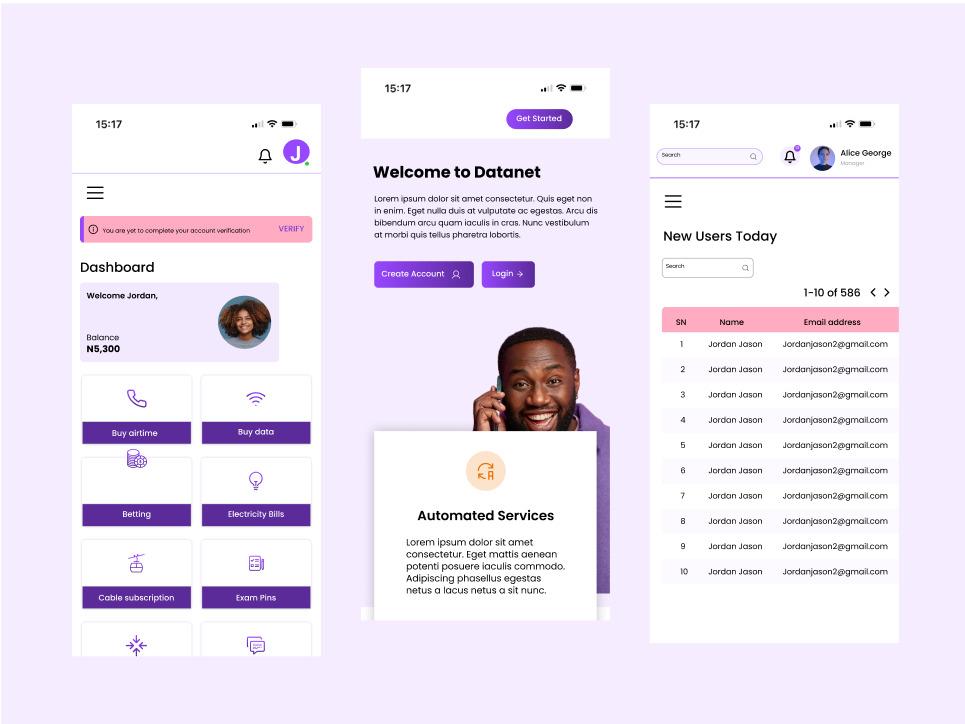 15:17
J
You are yet to complete your account verification
VERIFY
Dashboard
Welcome Jordan,
Balance
N5,300
Buy airtime
Buy data
Betting
Electricity Bills
Cable subscription
Exam Pins
15:17
Get Started
Welcome to Datanet
Lorem ipsum dolor sit amet consectetur. Quis eget non
in enim. Eget nulla duis at vulputate ac egestas. Arcu dis
bibendum arcu quam iaculis in cras. Nunc vestibulum
at morbi quis tellus pharetra lobortis.
Create Account
Login
A
Automated Services
Lorem ipsum dolor sit amet
consectetur. Eget mattis aenean
potenti posuere iaculis commodo.
Adipiscing phasellus egestas
netus a lacus netus a sit nunc.
15:17
Search
Alice George
Manager
New Users Today
Search
1-10 of 586
SN Name Email address
1 Jordan Jason Jordanjason2@gmail.com
2 Jordan Jason Jordanjason2@gmail.com
3 Jordan Jason Jordanjason2@gmail.com
4 Jordan Jason Jordanjason2@gmail.com
5 Jordan Jason Jordanjason2@gmail.com
6 Jordan Jason Jordanjason2@gmail.com
7 Jordan Jason Jordanjason2@gmail.com
8 Jordan Jason Jordanjason2@gmail.com
9 Jordan Jason Jordanjason2@gmail.com
10 Jordan Jason Jordanjason2@gmail.com